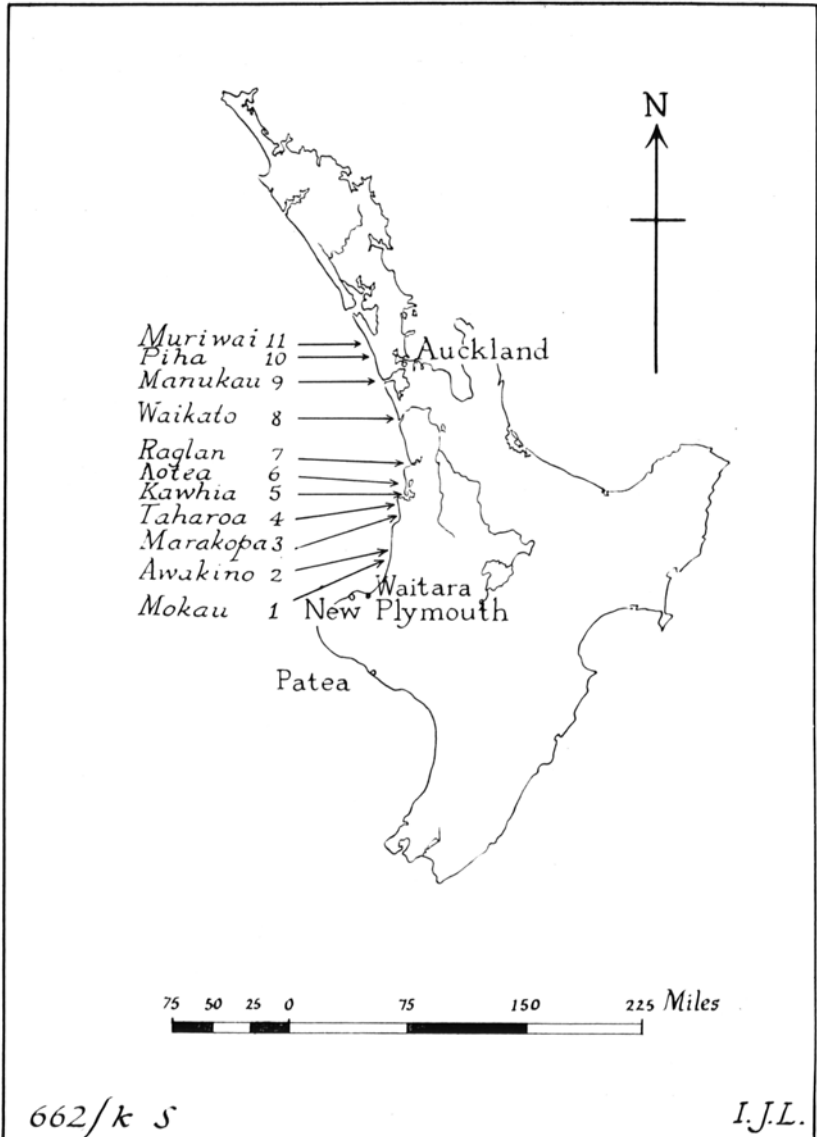 N
Muriwai 11
Piha 10
Auckland
Manukau 9
Waikato 8
Raglan 7
Aotea 6
Kawhia 5
Taharoa 4
Marakopa 3
Awakino 2
Waitara
Mokau 1
New Plymouth
Patea
75 50 25 0 75 150 225 Miles
662/k S
I.J.L.